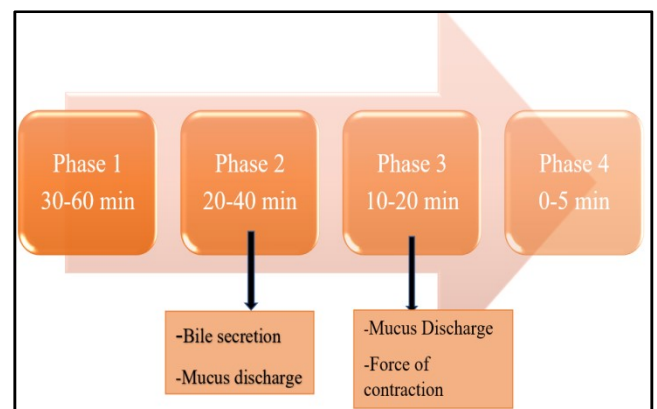 Phase 1
30-60 min
Phase 2
20-40 min
Phase 3
10-20 min
Phase 4
0-5 min
-Bile secretion
-Mucus discharge
-Mucus Discharge
-Force of
contraction